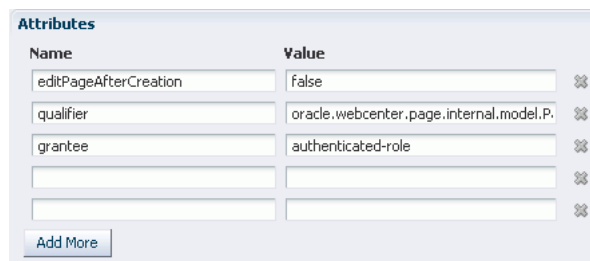 Attributes
Name Value
editPageAfterCreation false
qualifier oracle.webcenter.page.internal.model.P
grantee authenticated-role
Add More